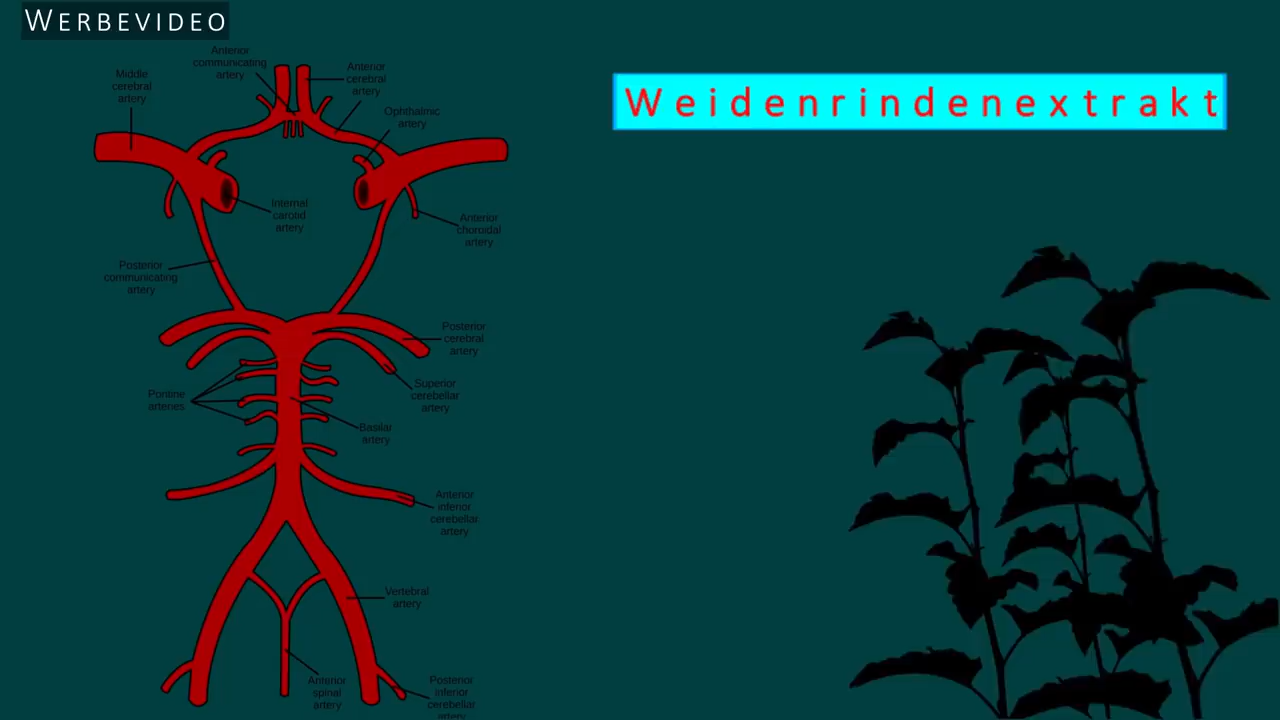 WERBEVIDEO
Weidenrindenextrakt
Anterior
communicating
artery
Middle
cerebral
artery
Anterior
cerebral
artery
Ophthalmic
artery
Internal
carotid
artery
Anterior
choroidal
artery
Posterior
communicating
artery
Posterior
cerebral
artery
Superior
cerebellar
artery
Pontine
arteries
Basilar
artery
Anterior
inferior
cerebellar
artery
Vertebral
artery
Anterior
spinal
artery
Posterior
inferior
cerebellar
artery